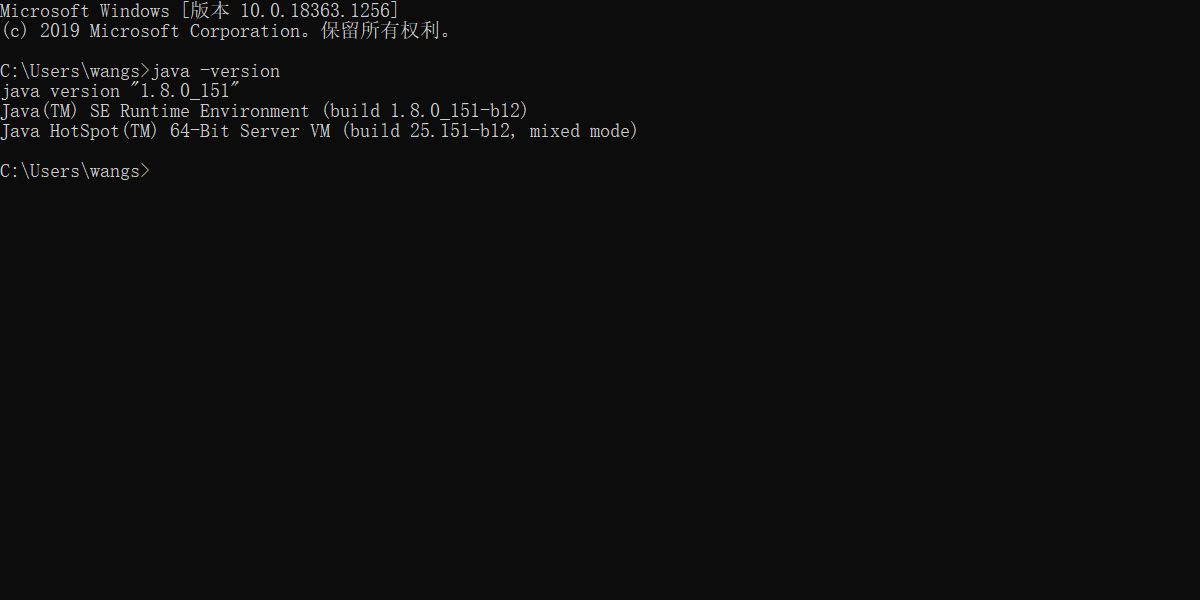 Microsoft Windows [版本 10.0.18363.1256]
(c) 2019 Microsoft Corporation。保留所有权利。
C:\Users\wangs>java -version
java version "1.8.0_151"
Java(TM) SE Runtime Environment (build 1.8.0_151-b12)
Java HotSpot(TM) 64-Bit Server VM (build 25.151-b12, mixed mode)
C:\Users\wangs>